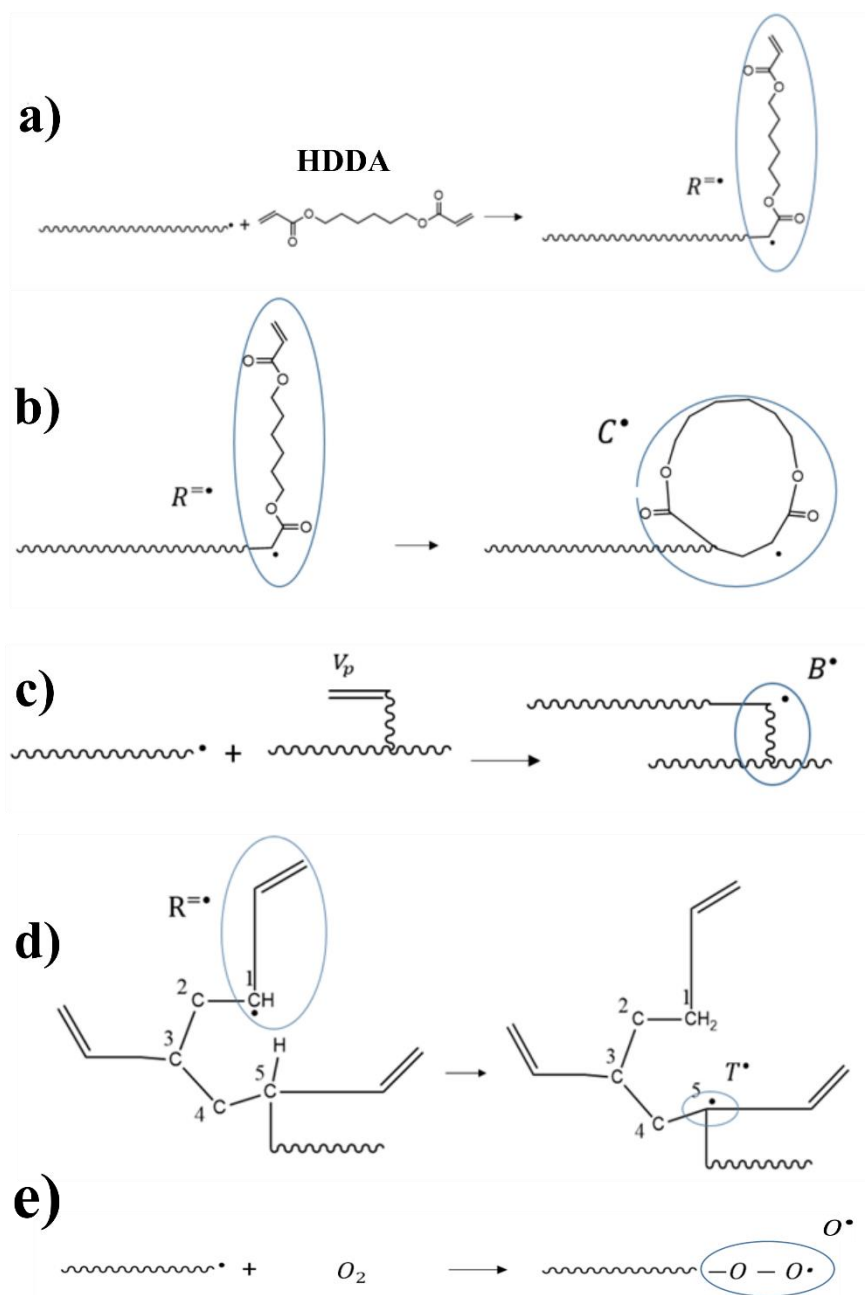 a)
HDDA
O
O
O
O
+
R=•
O
O
O
O
•
b)
R=•
O
O
O
O
•
C•
O
O
O
O
•
c)
Vp
•
+
B•
•
d)
R=•
1
2
C
CH
•
3
C
H
5
C
4
C
1
2
C
CH2
3
C
T•
5
•
4
C
e)
•
+
O2
O•
–O – O•